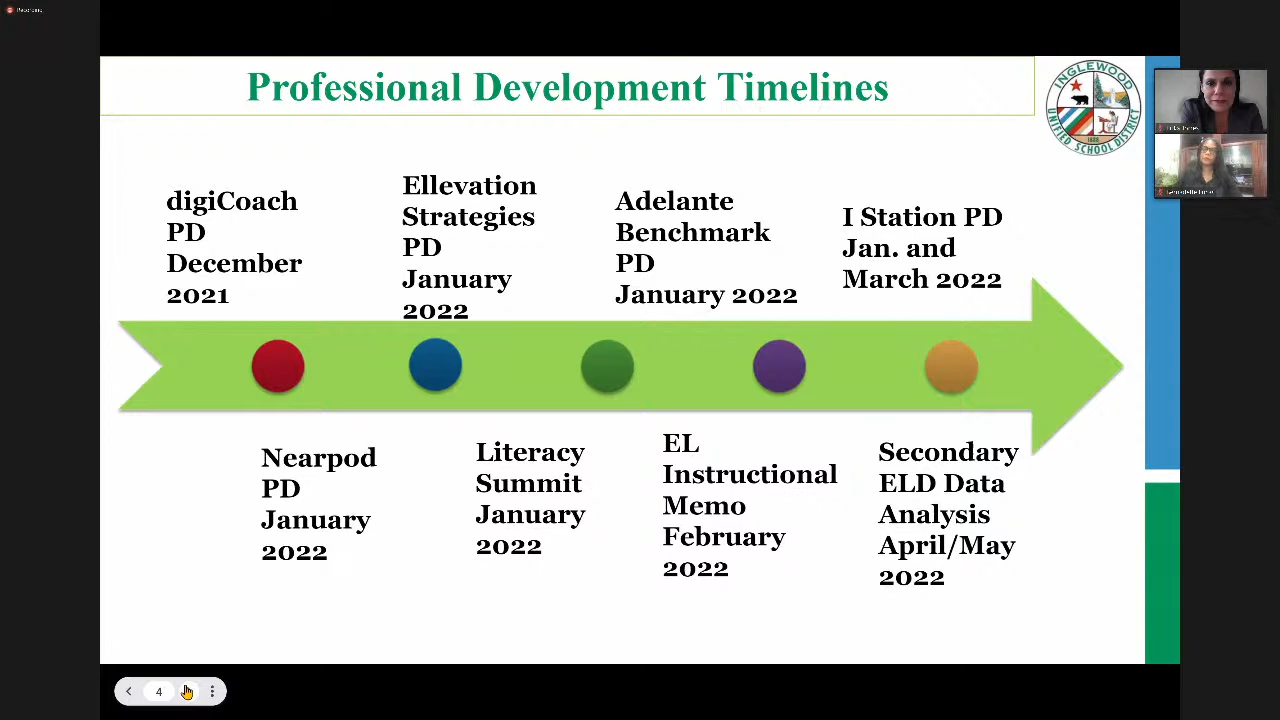 Recording
Professional Development Timelines
INGLEWOOD
UNIFIED SCHOOL DISTRICT
digiCoach
PD
December
2021
Ellevation
Strategies
PD
January
2022
Adelante
Benchmark
PD
January 2022
I Station PD
Jan. and
March 2022
Nearpod
PD
January
2022
Literacy
Summit
January
2022
EL
Instructional
Memo
February
2022
Secondary
ELD Data
Analysis
April/May
2022
4